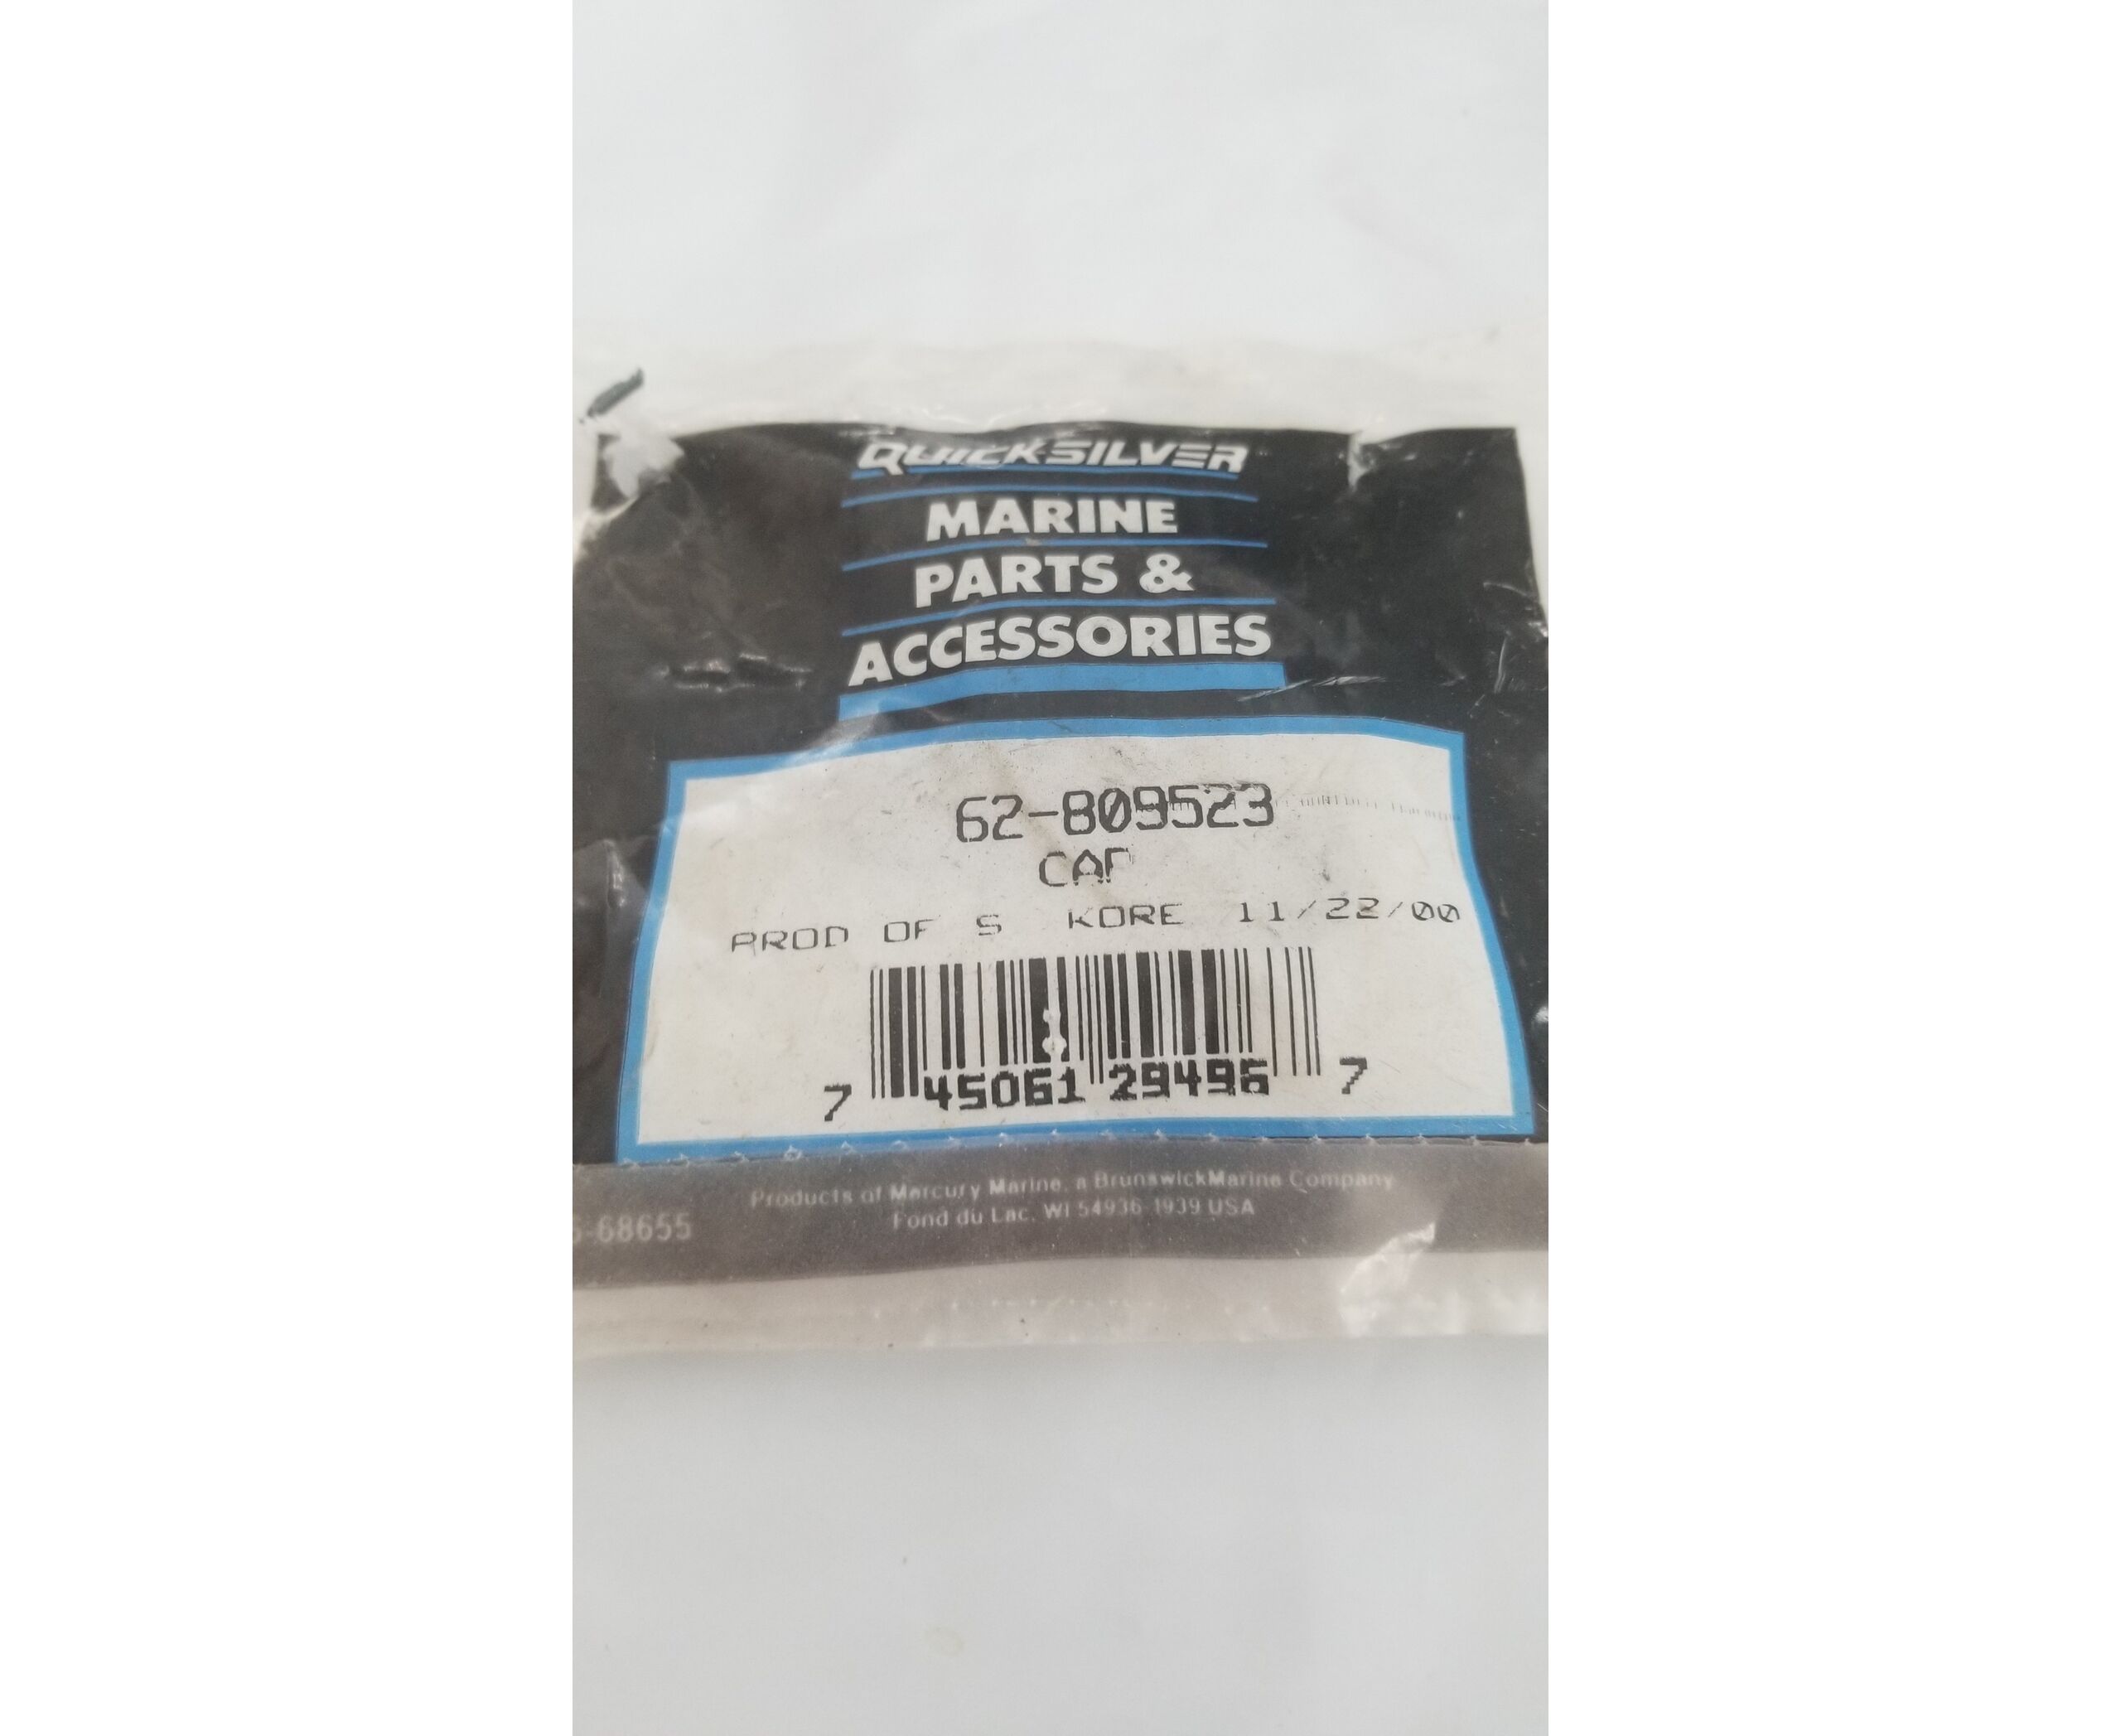 QUICKSILVER
MARINE
PARTS &
ACCESSORIES
62-809523
CAP
PROD OF S KORE 11/22/00
7 45061 29496 7
Products of Mercury Marine, a BrunswickMarine Company
Fond du Lac, WI 54936-1939 USA
-68655